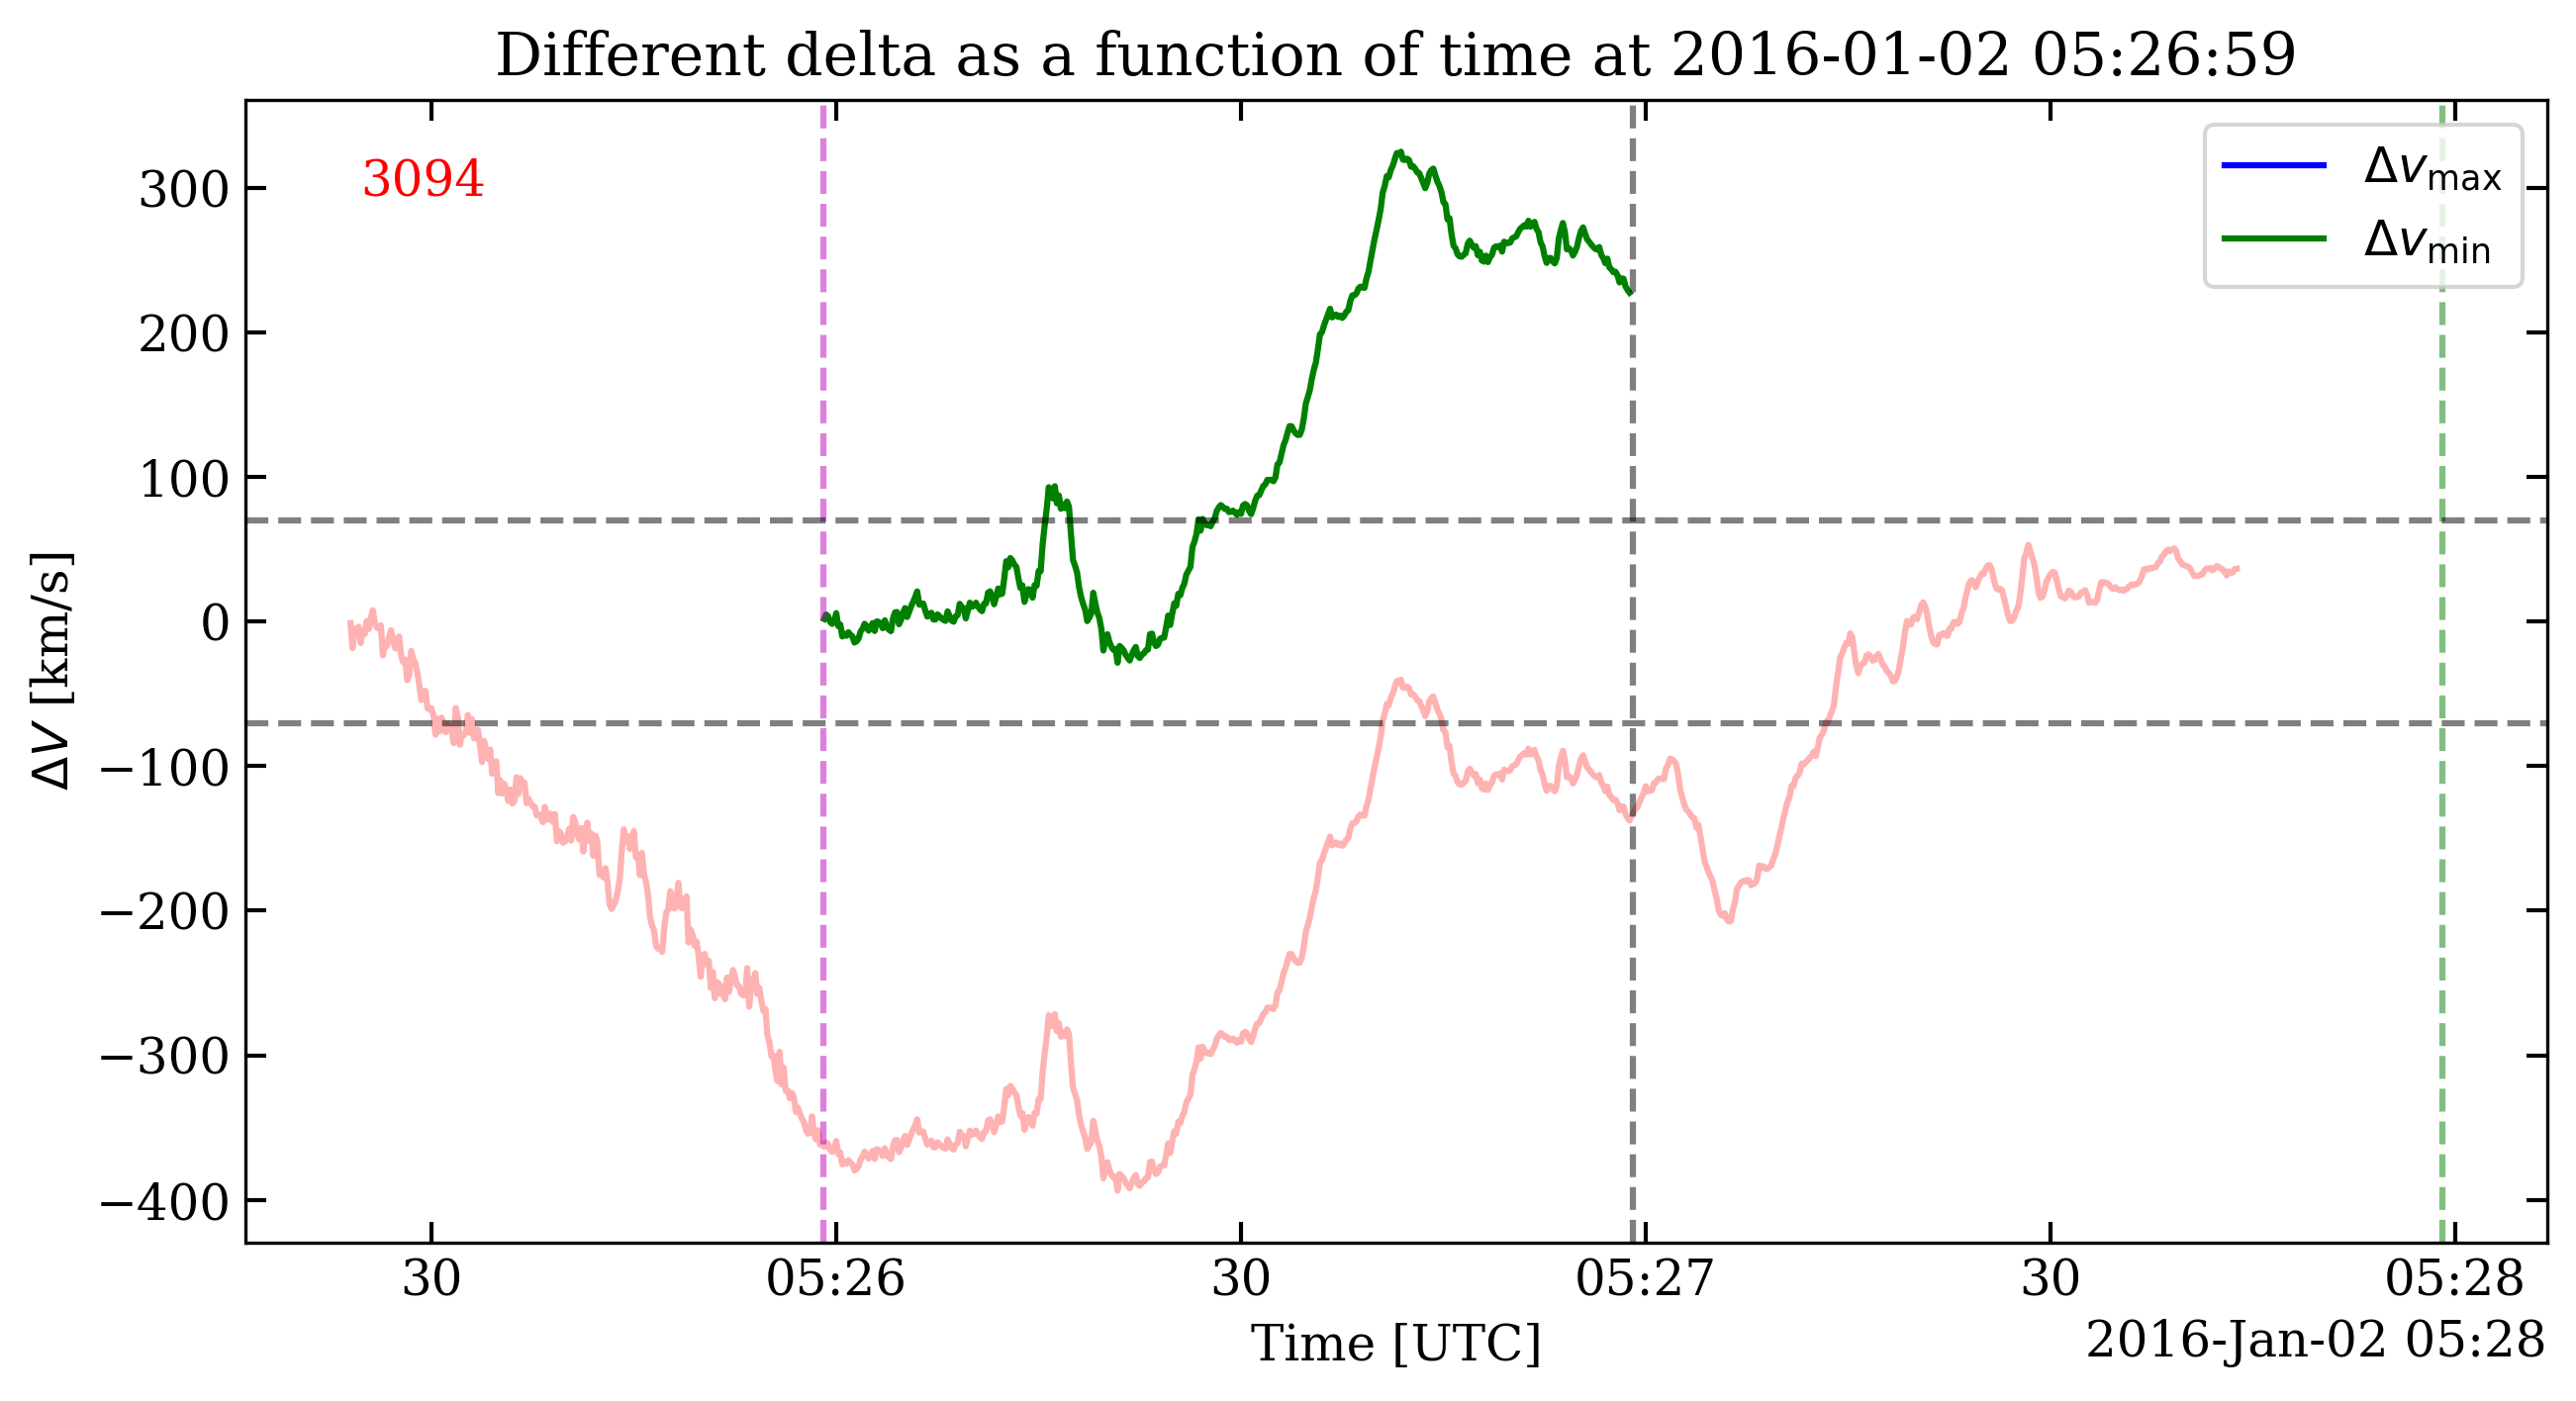 Different delta as a function of time at 2016-01-02 05:26:59
3094
Δv_max
Δv_min
300
200
100
0
−100
−200
−300
−400
ΔV [km/s]
30 05:26 30 05:27 30 05:28
Time [UTC]
2016-Jan-02 05:28